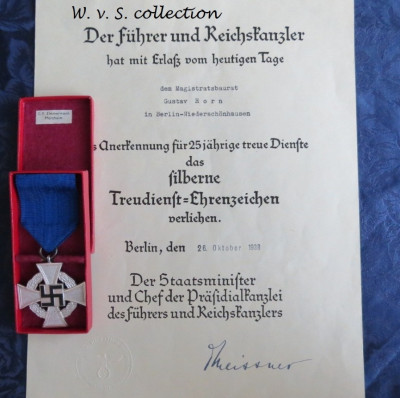 W. v. S. collection
Der Führer und Reichskanzler
hat mit Erlaß vom heutigen Tage
dem Magistratsbaurat
Gustav Horn
in Berlin-Niederschönhausen
s Anerkennung für 25jährige treue Dienste
das
silberne
Treudienst=Ehrenzeichen
verliehen.
Berlin, den 26. Oktober 1938
Der Staatsminister
und Chef der Präsidialkanzlei
des Führers und Reichskanzlers
Meissner